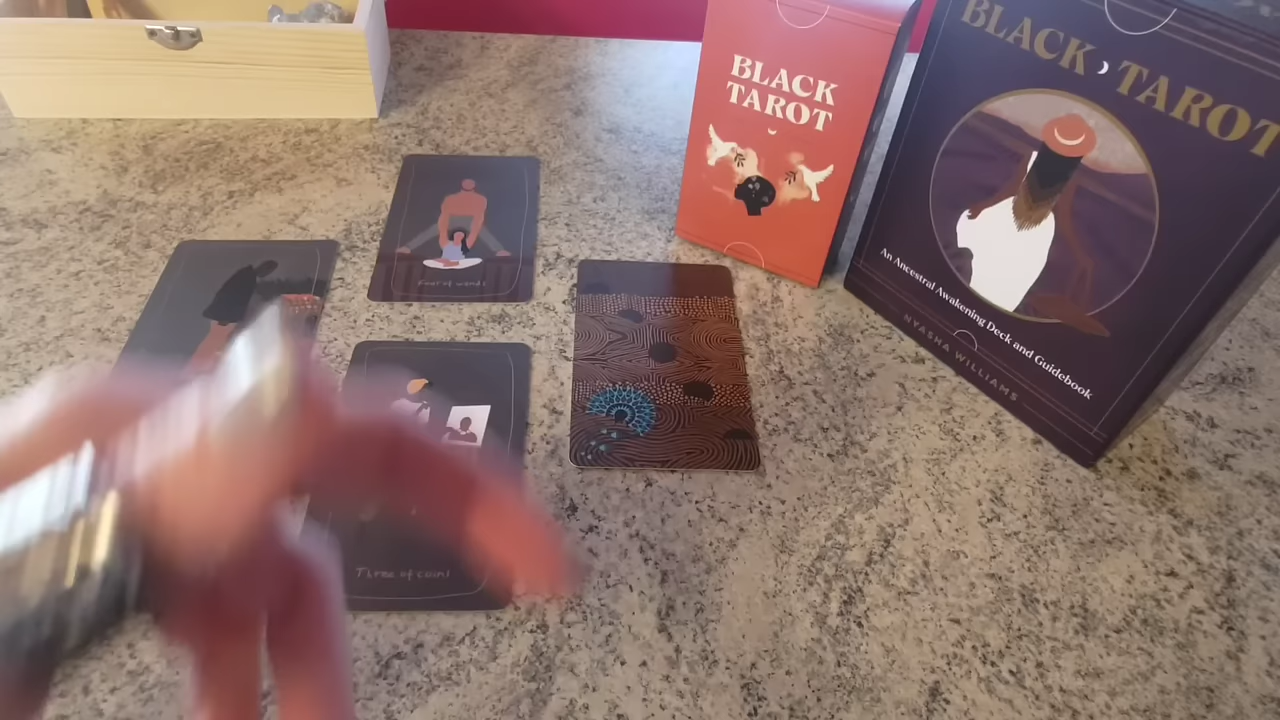 BLACK
TAROT
BLACK TAROT
An Ancestral Awakening Deck and Guidebook
NYASHA WILLIAMS
Four of wands
Three of coins